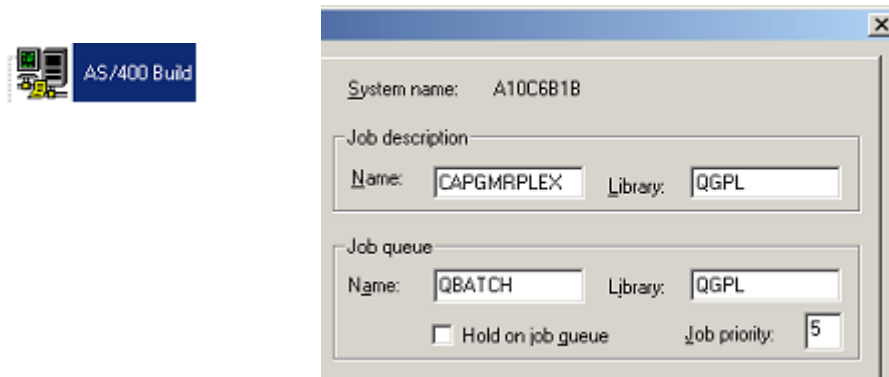 AS/400 Build
System name: A10C6B1B
Job description
Name: CAPGMRPLEX Library: QGPL
Job queue
Name: QBATCH Library: QGPL
Hold on job queue Job priority: 5